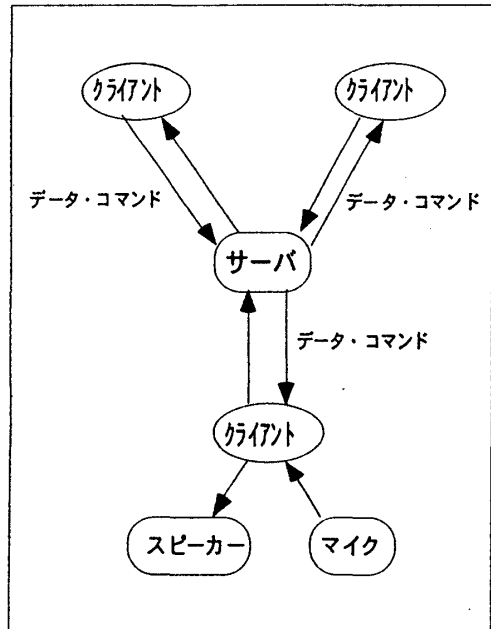 クライアント
クライアント
データ・コマンド
データ・コマンド
サーバ
データ・コマンド
クライアント
スピーカー
マイク